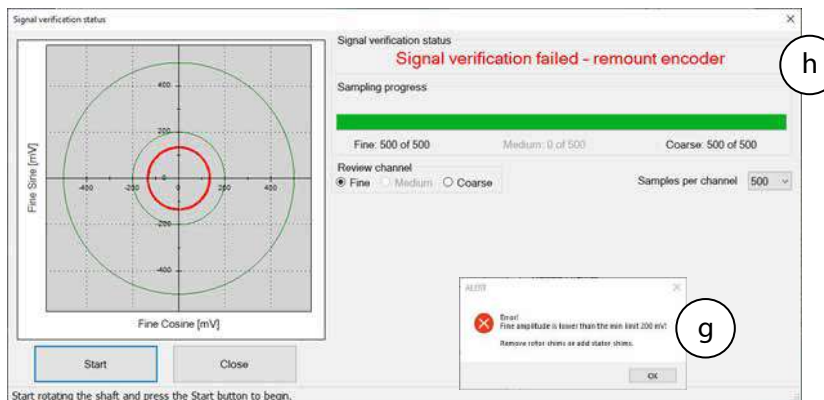 Signal verification status
Signal verification status
Signal verification failed - remount encoder
h
Sampling progress
Fine: 500 of 500 Medium: 0 of 500 Coarse: 500 of 500
Review channel
Fine Medium Coarse
Samples per channel 500
400
200
-400 -200 0 200 400
-200
-400
Fine Sine [mV]
Fine Cosine [mV]
ALERT
Error!
Fine amplitude is lower than the min limit 200 mV!
Remove rotor shims or add stator shims.
OK
g
Start Close
Start rotating the shaft and press the Start button to begin.